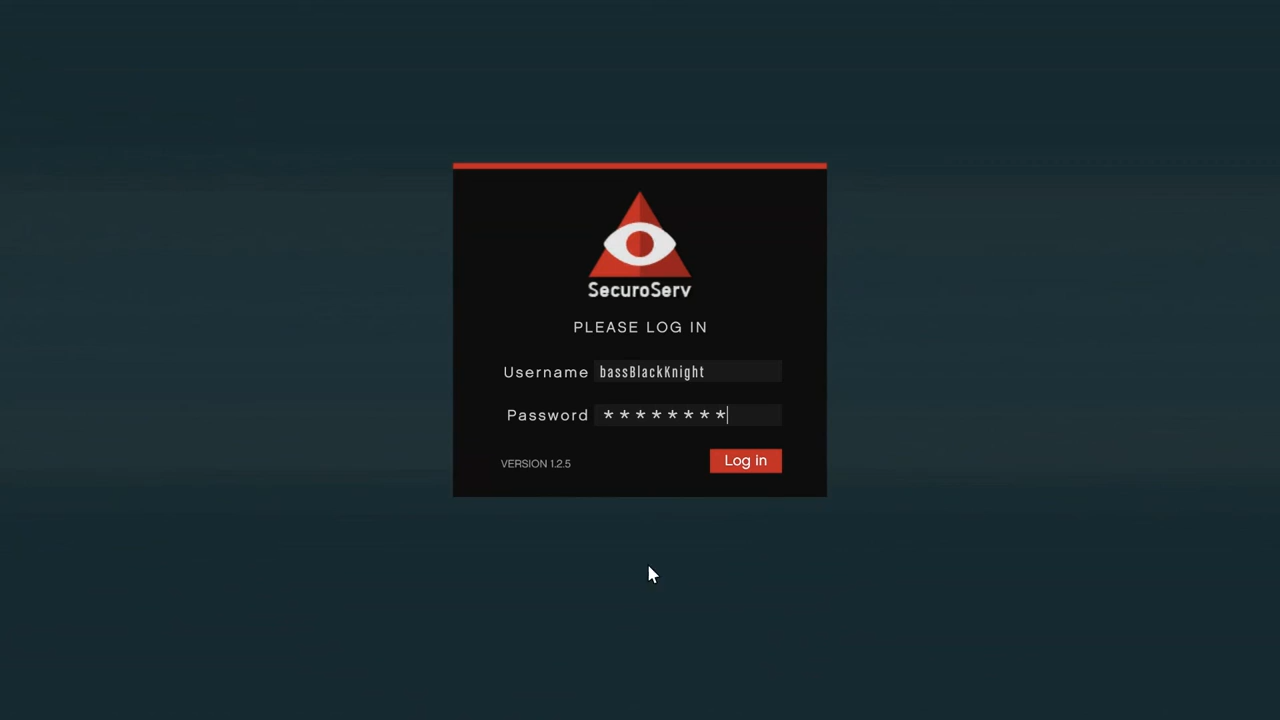 SecuroServ
PLEASE LOG IN
Username bassBlackKnight
Password ********
VERSION 1.2.5
Log in